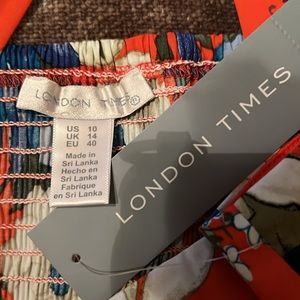 LONDON TIMES®
US 10
UK 14
EU 40
Made in
Sri Lanka
Hecho en
Sri Lanka
Fabrique
en Sri Lanka
LONDON TIMES